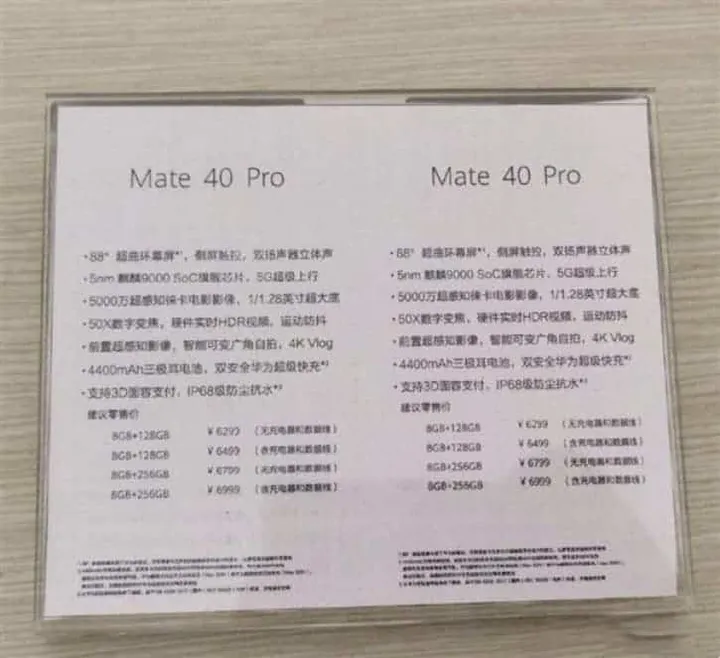 Mate 40 Pro
·88° 超曲环幕屏*¹，侧屏触控，双扬声器立体声
·5nm 麒麟9000 SoC旗舰芯片，5G超级上行
·5000万超感知徕卡电影影像，1/1.28英寸超大底
·50X数字变焦，硬件实时HDR视频，运动防抖
·前置超感知影像，智能可变广角自拍，4K Vlog
·4400mAh三极耳电池，双安全华为超级快充*²
·支持3D面容支付，IP68级防尘抗水*³
建议零售价
8GB+128GB ￥6299 （无充电器和数据线）
8GB+128GB ￥6499 （含充电器和数据线）
8GB+256GB ￥6799 （无充电器和数据线）
8GB+256GB ￥6999 （含充电器和数据线）
Mate 40 Pro
·88° 超曲环幕屏*¹，侧屏触控，双扬声器立体声
·5nm 麒麟9000 SoC旗舰芯片，5G超级上行
·5000万超感知徕卡电影影像，1/1.28英寸超大底
·50X数字变焦，硬件实时HDR视频，运动防抖
·前置超感知影像，智能可变广角自拍，4K Vlog
·4400mAh三极耳电池，双安全华为超级快充*²
·支持3D面容支付，IP68级防尘抗水*³
建议零售价
8GB+128GB ￥6299 （无充电器和数据线）
8GB+128GB ￥6499 （含充电器和数据线）
8GB+256GB ￥6799 （无充电器和数据线）
8GB+256GB ￥6999 （含充电器和数据线）